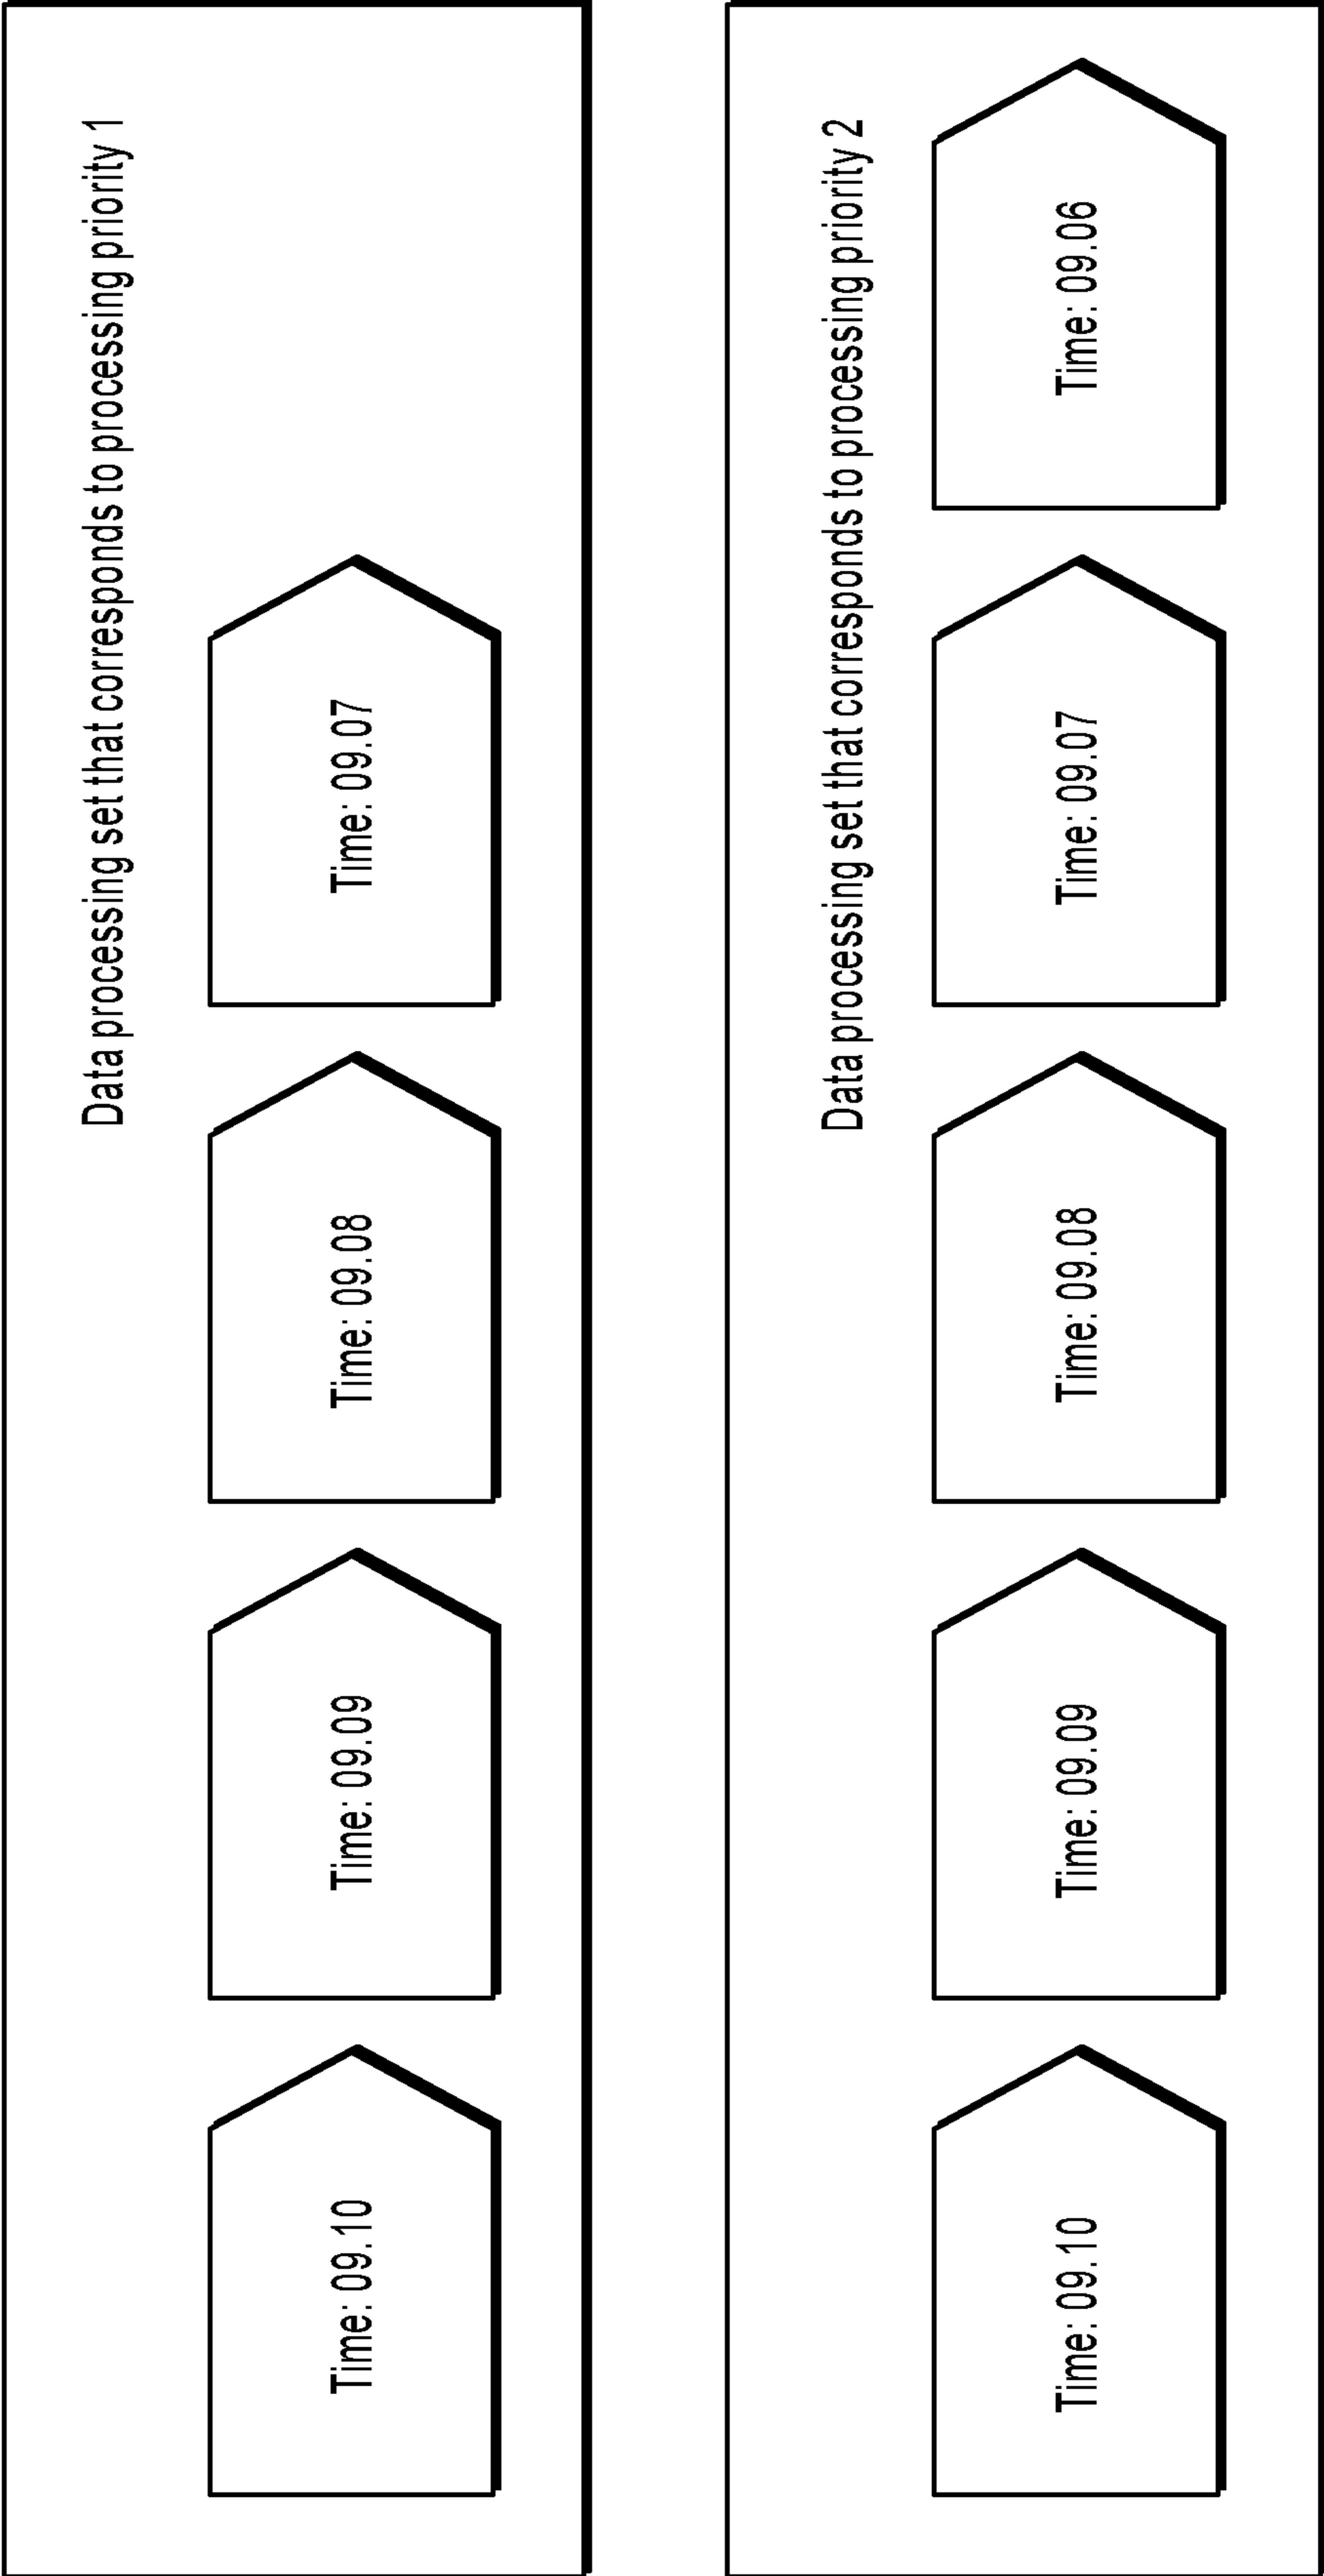 Data processing set that corresponds to processing priority 1
Time: 09.10
Time: 09.09
Time: 09.08
Time: 09.07
Data processing set that corresponds to processing priority 2
Time: 09.10
Time: 09.09
Time: 09.08
Time: 09.07
Time: 09.06